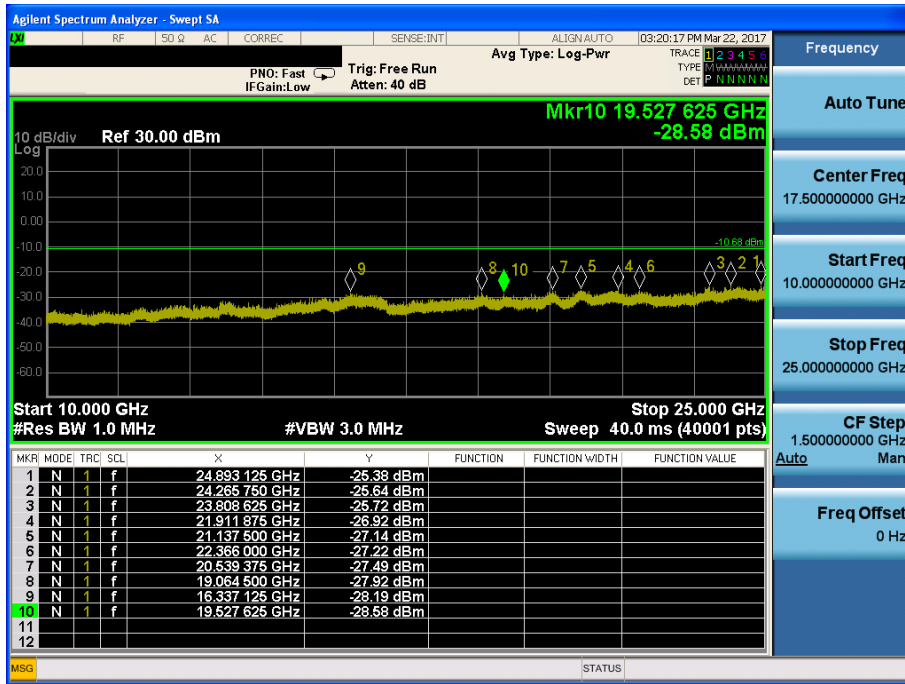 Agilent Spectrum Analyzer - Swept SA
LXI RF 50 Ω AC CORREC SENSE:INT ALIGN AUTO 03:20:17 PM Mar 22, 2017
Avg Type: Log-Pwr
TRACE 1 2 3 4 5 6
PNO: Fast Trig: Free Run
TYPE M WWWWW
IFGain:Low Atten: 40 dB
DET P N N N N N
Mkr10 19.527 625 GHz
-28.58 dBm
10 dB/div Ref 30.00 dBm
Log
20.0
10.0
0.00
-10.0
-10.68 dBm
-20.0
9 8 10 7 5 4 6 3 2 1
-30.0
-40.0
-50.0
-60.0
Start 10.000 GHz Stop 25.000 GHz
#Res BW 1.0 MHz #VBW 3.0 MHz Sweep 40.0 ms (40001 pts)
MKR MODE TRC SCL X Y FUNCTION FUNCTION WIDTH FUNCTION VALUE
1 N 1 f 24.893 125 GHz -25.38 dBm
2 N 1 f 24.265 750 GHz -25.64 dBm
3 N 1 f 23.808 625 GHz -25.72 dBm
4 N 1 f 21.911 875 GHz -26.92 dBm
5 N 1 f 21.137 500 GHz -27.14 dBm
6 N 1 f 22.366 000 GHz -27.22 dBm
7 N 1 f 20.539 375 GHz -27.49 dBm
8 N 1 f 19.064 500 GHz -27.92 dBm
9 N 1 f 16.337 125 GHz -28.19 dBm
10 N 1 f 19.527 625 GHz -28.58 dBm
11
12
MSG STATUS
Frequency
Auto Tune
Center Freq
17.500000000 GHz
Start Freq
10.000000000 GHz
Stop Freq
25.000000000 GHz
CF Step
1.500000000 GHz
Auto Man
Freq Offset
0 Hz